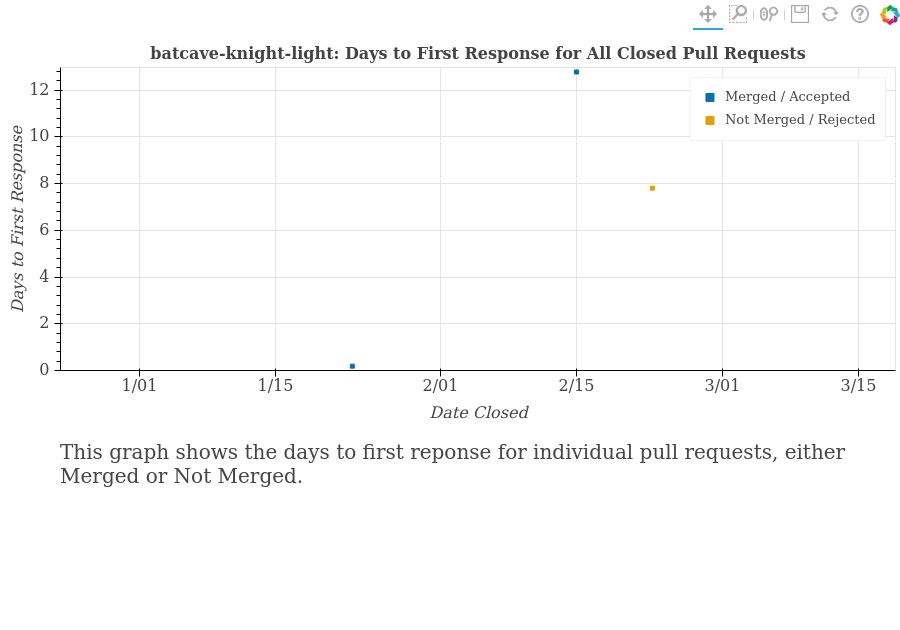 batcave-knight-light: Days to First Response for All Closed Pull Requests
Merged / Accepted
Not Merged / Rejected
Days to First Response
12
10
8
6
4
2
0
1/01
1/15
2/01
2/15
3/01
3/15
Date Closed
This graph shows the days to first reponse for individual pull requests, either
Merged or Not Merged.